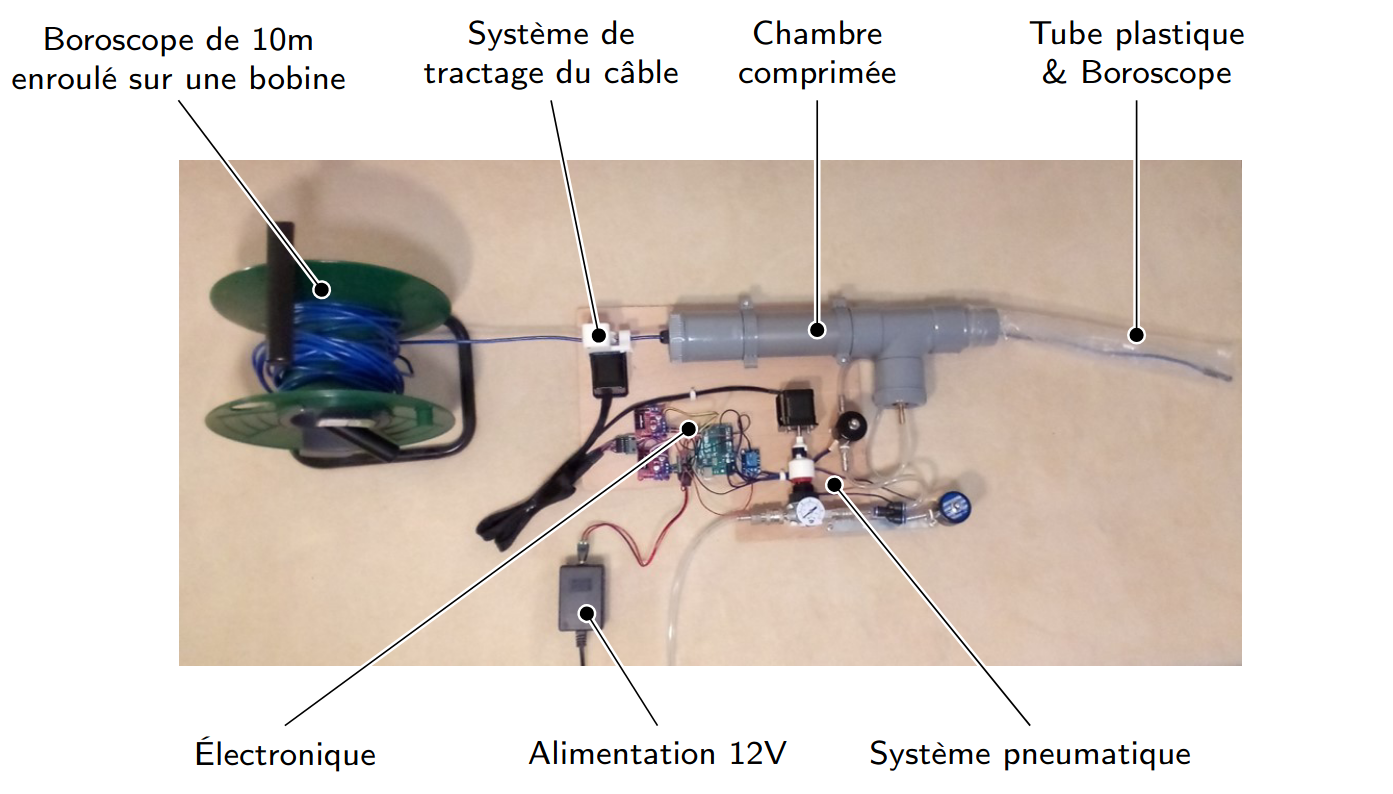 Boroscope de 10m
enroulé sur une bobine
Système de
tractage du câble
Chambre
comprimée
Tube plastique
& Boroscope
Électronique
Alimentation 12V
Système pneumatique